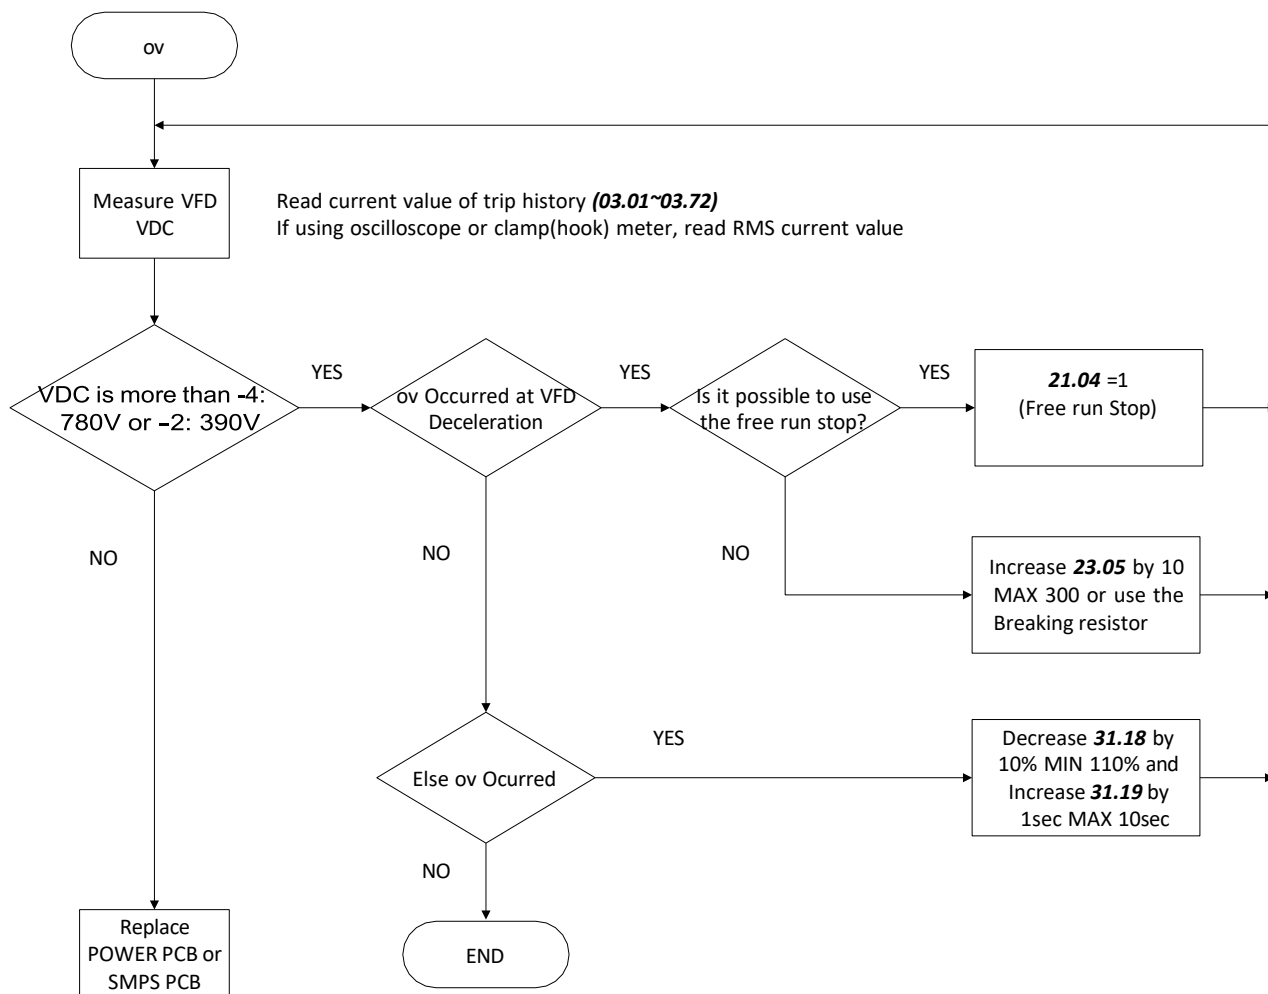 ov
Measure VFD
VDC
Read current value of trip history (03.01~03.72)
If using oscilloscope or clamp(hook) meter, read RMS current value
VDC is more than -4:
780V or –2: 390V
YES
ov Occurred at VFD
Deceleration
YES
Is it possible to use
the free run stop?
YES
21.04 =1
(Free run Stop)
NO
NO
NO
Increase 23.05 by 10
MAX 300 or use the
Breaking resistor
Else ov Ocurred
YES
Decrease 31.18 by
10% MIN 110% and
Increase 31.19 by
1sec MAX 10sec
NO
Replace
POWER PCB or
SMPS PCB
END